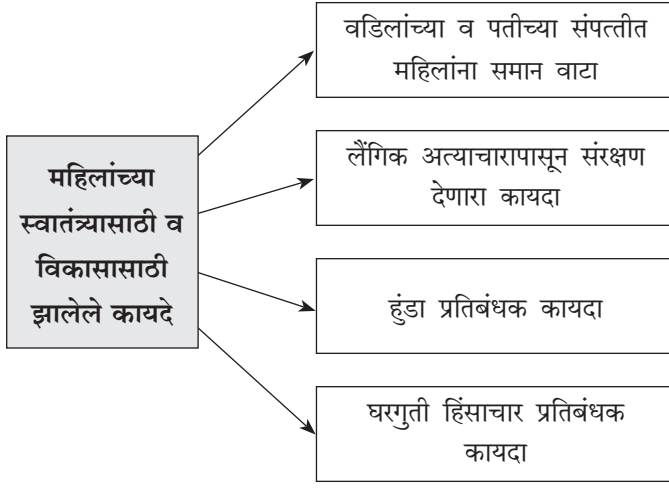 महिलांच्या
स्वातंत्र्यासाठी व
विकासासाठी
झालेले कायदे
वडिलांच्या व पतीच्या संपत्तीत
महिलांना समान वाटा
लैंगिक अत्याचारापासून संरक्षण
देणारा कायदा
हुंडा प्रतिबंधक कायदा
घरगुती हिंसाचार प्रतिबंधक
कायदा